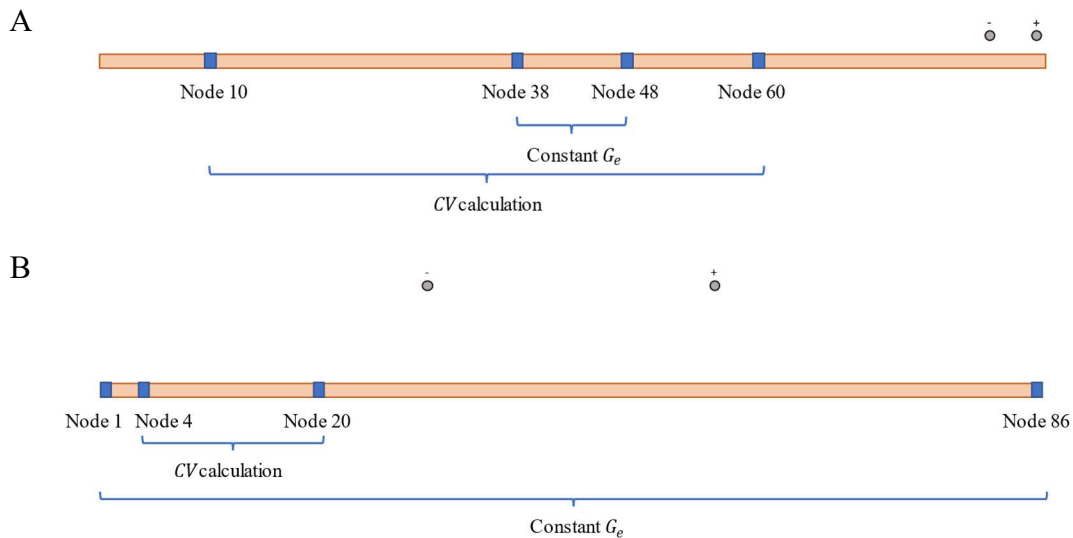 A
- +
Node 10 Node 38 Node 48 Node 60
Constant Gₑ
CV calculation
B
- +
Node 1 Node 4 Node 20 Node 86
CV calculation
Constant Gₑ